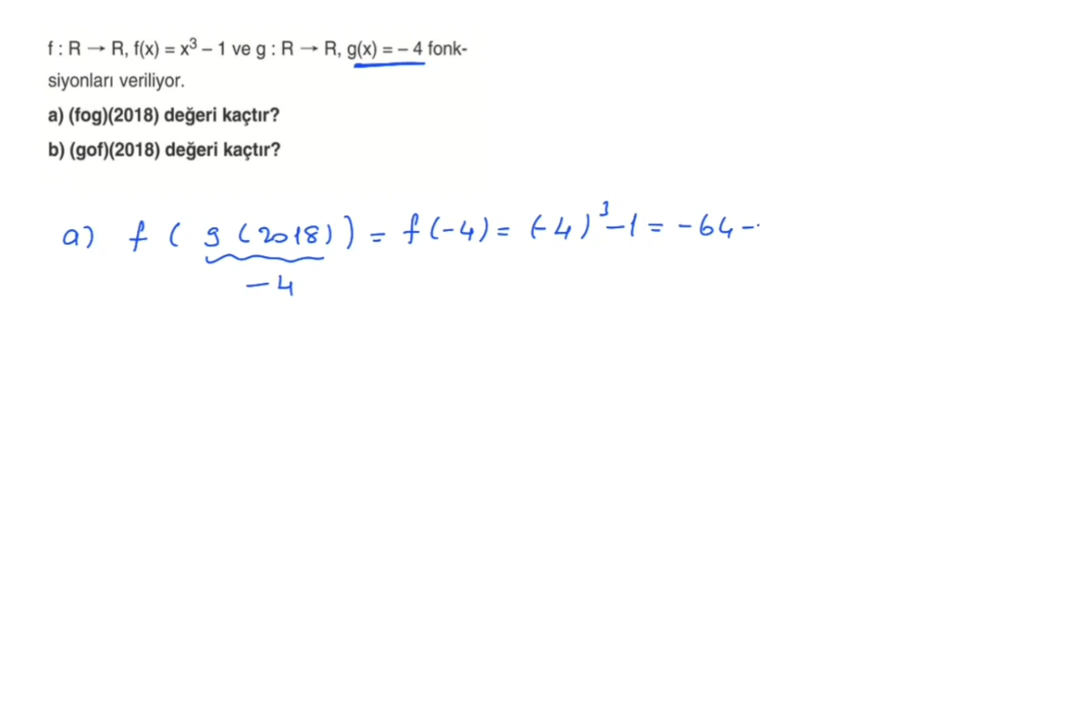 f : R → R, f(x) = x³ – 1 ve g : R → R, g(x) = – 4 fonk-
siyonları veriliyor.
a) (fog)(2018) değeri kaçtır?
b) (gof)(2018) değeri kaçtır?
a) f ( g (2018)) = f(-4) = (-4)³-1 = -64 -
-4